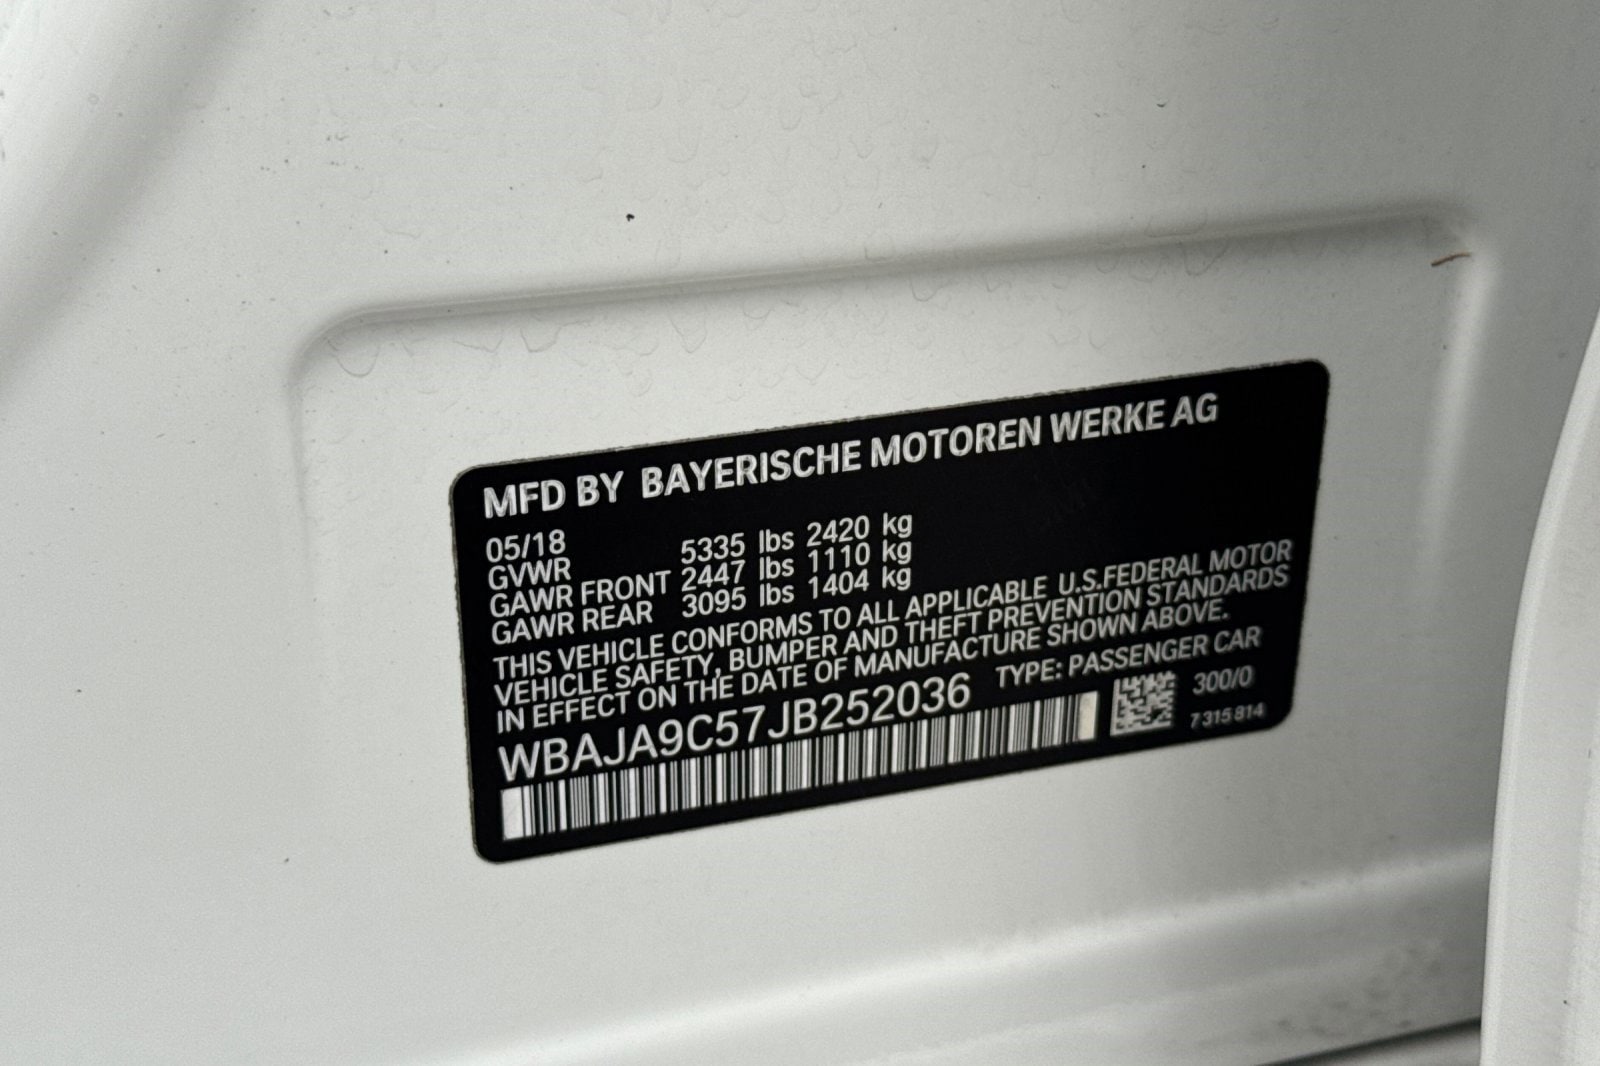 MFD BY BAYERISCHE MOTOREN WERKE AG
05/18
GVWR 5335 lbs 2420 kg
GAWR FRONT 2447 lbs 1110 kg
GAWR REAR 3095 lbs 1404 kg
THIS VEHICLE CONFORMS TO ALL APPLICABLE U.S.FEDERAL MOTOR
VEHICLE SAFETY, BUMPER AND THEFT PREVENTION STANDARDS
IN EFFECT ON THE DATE OF MANUFACTURE SHOWN ABOVE.
WBAJA9C57JB252036 TYPE: PASSENGER CAR
300/0
7 315 814